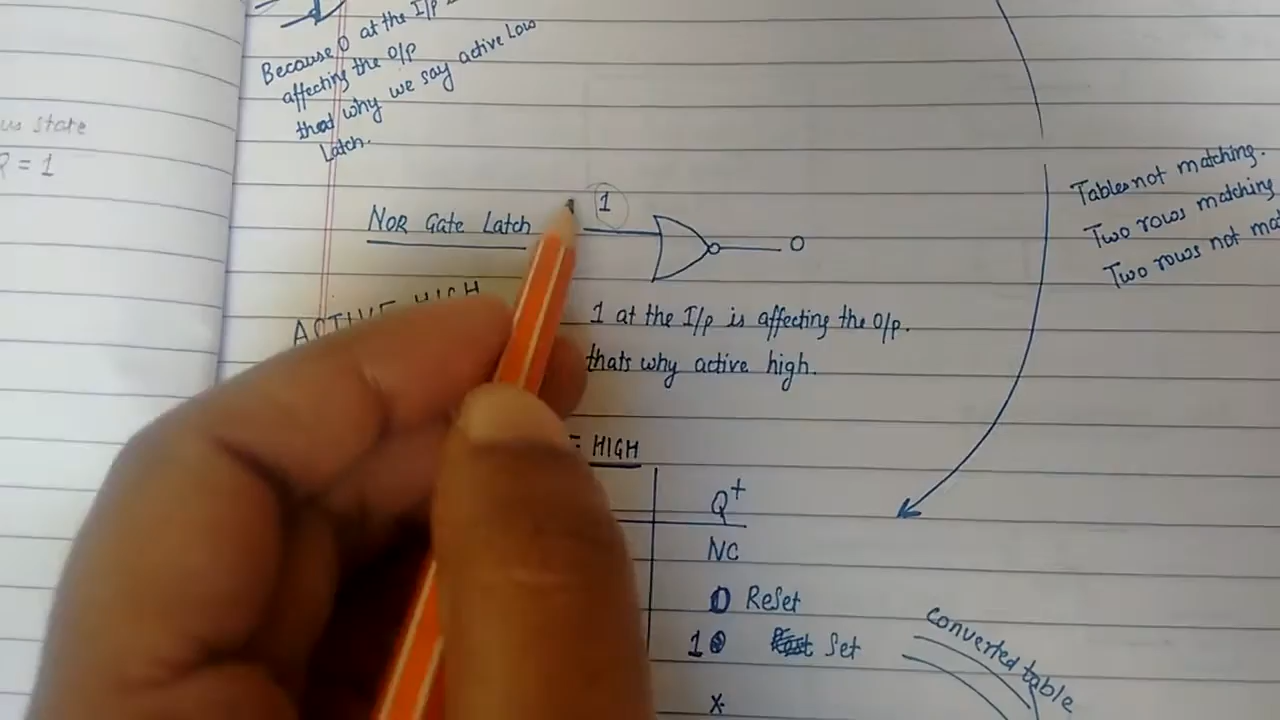 us state
= 1
Because 0 at the I/p
affecting the O/p
that why we say active Low
Latch.
Tables not matching.
Two rows matching
Two rows not
NOR Gate Latch
1
0
ACTIVE HIGH
1 at the I/p is affecting the O/p.
thats why active high.
= HIGH
Q+
NC
0 Reset
1 Set
x
Converted table